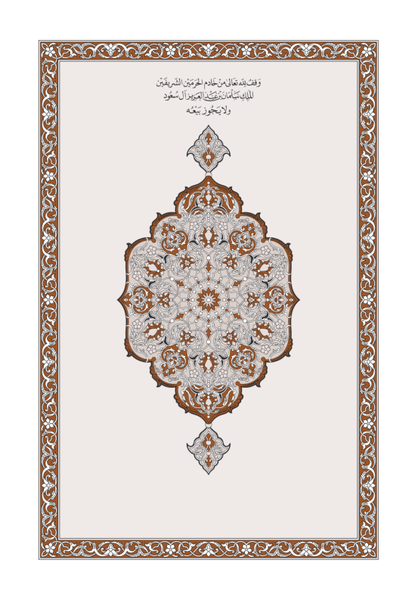 وقف لله تعالى من خادم الحرمين الشريفين
الملك سلمان بن عبد العزيز آل سعود
ولا يجوز بيعه